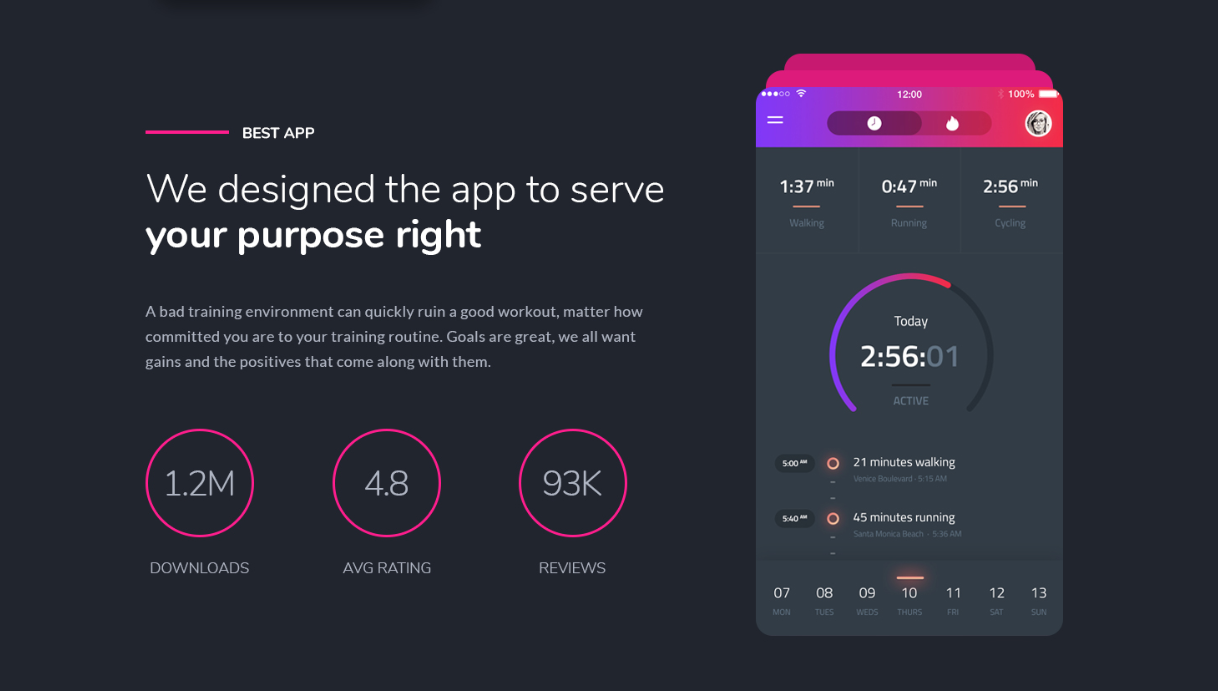 BEST APP
We designed the app to serve
your purpose right
A bad training environment can quickly ruin a good workout, matter how
committed you are to your training routine. Goals are great, we all want
gains and the positives that come along with them.
1.2M 4.8 93K
DOWNLOADS AVG RATING REVIEWS
12:00 100%
1:37 min 0:47 min 2:56 min
Walking Running Cycling
Today
2:56:01
ACTIVE
5:00 AM 21 minutes walking
Venice Boulevard · 5:15 AM
5:40 AM 45 minutes running
Santa Monica Beach - 5:36 AM
07 08 09 10 11 12 13
MON TUES WEDS THURS FRI SAT SUN